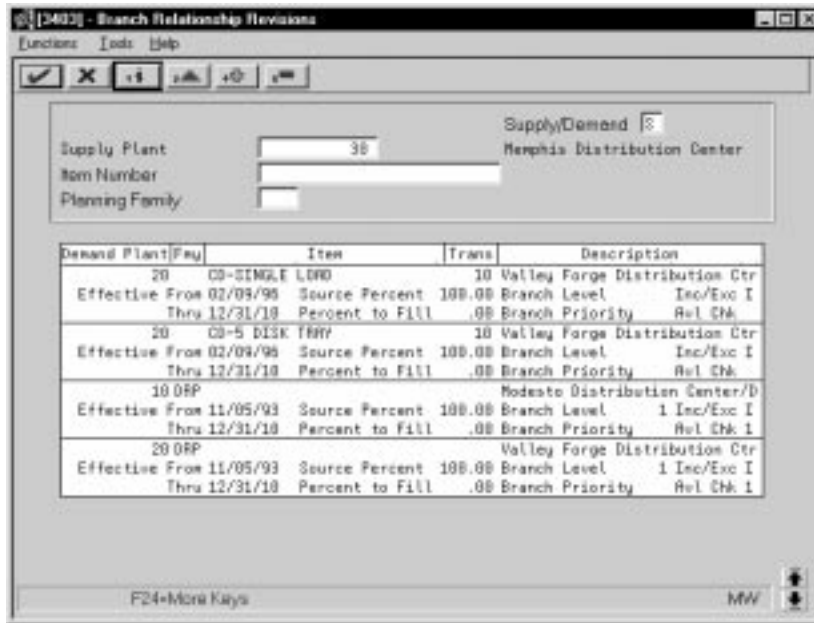 [3403] - Branch Relationship Revisions
Functions Tools Help
Supply/Demand S
Supply Plant 30 Memphis Distribution Center
Item Number
Planning Family
Demand Plant Fmy Item Trans Description
20 CD-SINGLE LOAD 10 Valley Forge Distribution Ctr
Effective From 02/09/96 Source Percent 100.00 Branch Level Inc/Exc I
Thru 12/31/10 Percent to Fill .00 Branch Priority Avl Chk
20 CD-5 DISK TRAY 10 Valley Forge Distribution Ctr
Effective From 02/09/96 Source Percent 100.00 Branch Level Inc/Exc I
Thru 12/31/10 Percent to Fill .00 Branch Priority Avl Chk
10 DRP Modesto Distribution Center/D
Effective From 11/05/93 Source Percent 100.00 Branch Level 1 Inc/Exc I
Thru 12/31/10 Percent to Fill .00 Branch Priority Avl Chk 1
20 DRP Valley Forge Distribution Ctr
Effective From 11/05/93 Source Percent 100.00 Branch Level 1 Inc/Exc I
Thru 12/31/10 Percent to Fill .00 Branch Priority Avl Chk 1
F24=More Keys MW